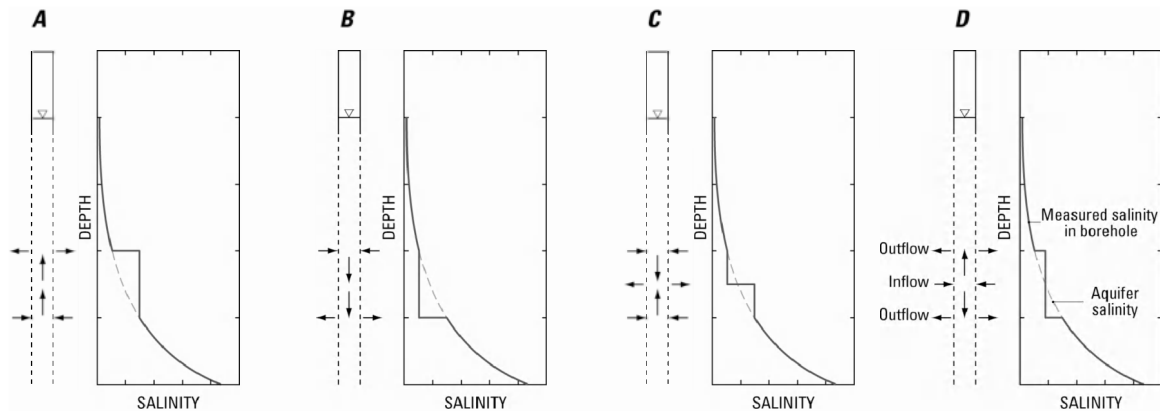 A
B
C
D
DEPTH
DEPTH
DEPTH
DEPTH
Measured salinity
in borehole
Outflow
Inflow
Outflow
Aquifer
salinity
SALINITY
SALINITY
SALINITY
SALINITY